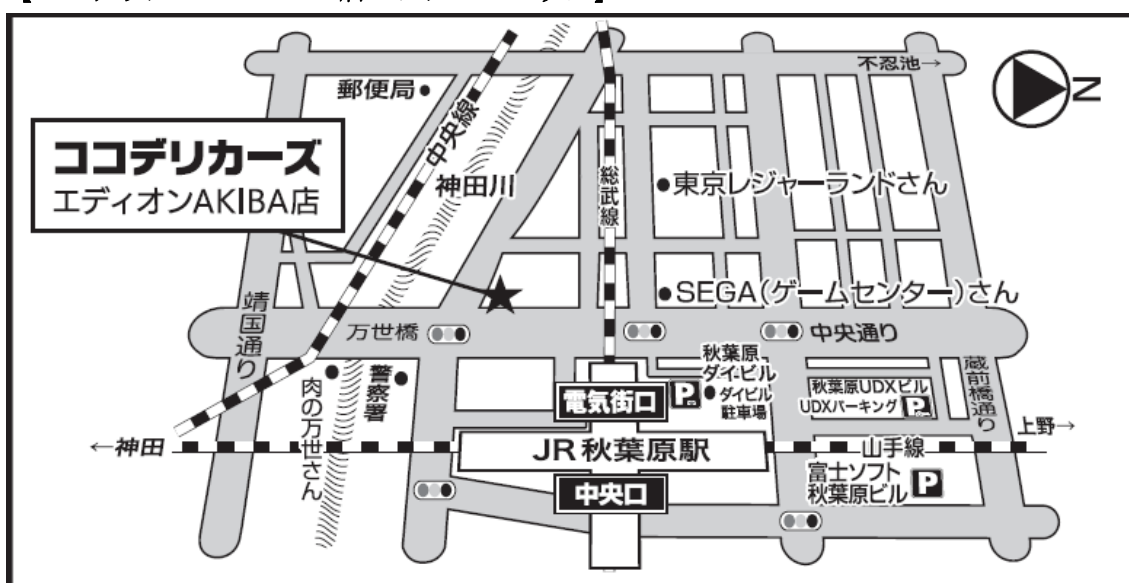 不忍池→
N
郵便局
中央線
ココデリカーズ
エディオンAKIBA店
神田川
総武線
東京レジャーランドさん
SEGA(ゲームセンター)さん
靖国通り
万世橋
中央通り
蔵前橋通り
肉の万世さん
警察署
秋葉原
ダイビル
ダイビル
駐車場
P
電気街口
秋葉原UDXビル
UDXパーキング
P
上野→
←神田
JR秋葉原駅
山手線
中央口
富士ソフト
秋葉原ビル
P